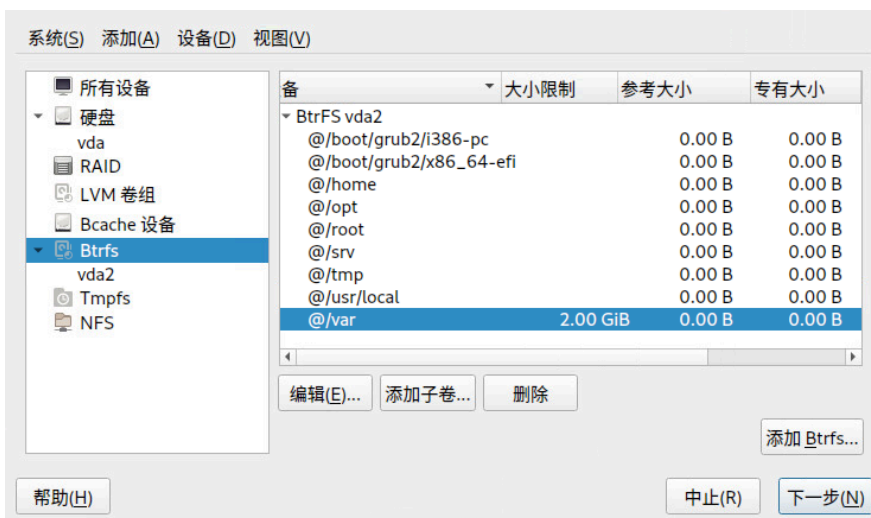 系统(S) 添加(A) 设备(D) 视图(V)
所有设备
硬盘
vda
RAID
LVM 卷组
Bcache 设备
Btrfs
vda2
Tmpfs
NFS
备 大小限制 参考大小 专有大小
BtrFS vda2
@/boot/grub2/i386-pc 0.00 B 0.00 B
@/boot/grub2/x86_64-efi 0.00 B 0.00 B
@/home 0.00 B 0.00 B
@/opt 0.00 B 0.00 B
@/root 0.00 B 0.00 B
@/srv 0.00 B 0.00 B
@/tmp 0.00 B 0.00 B
@/usr/local 0.00 B 0.00 B
@/var 2.00 GiB 0.00 B 0.00 B
编辑(E)... 添加子卷... 删除
添加 Btrfs...
帮助(H) 中止(R) 下一步(N)